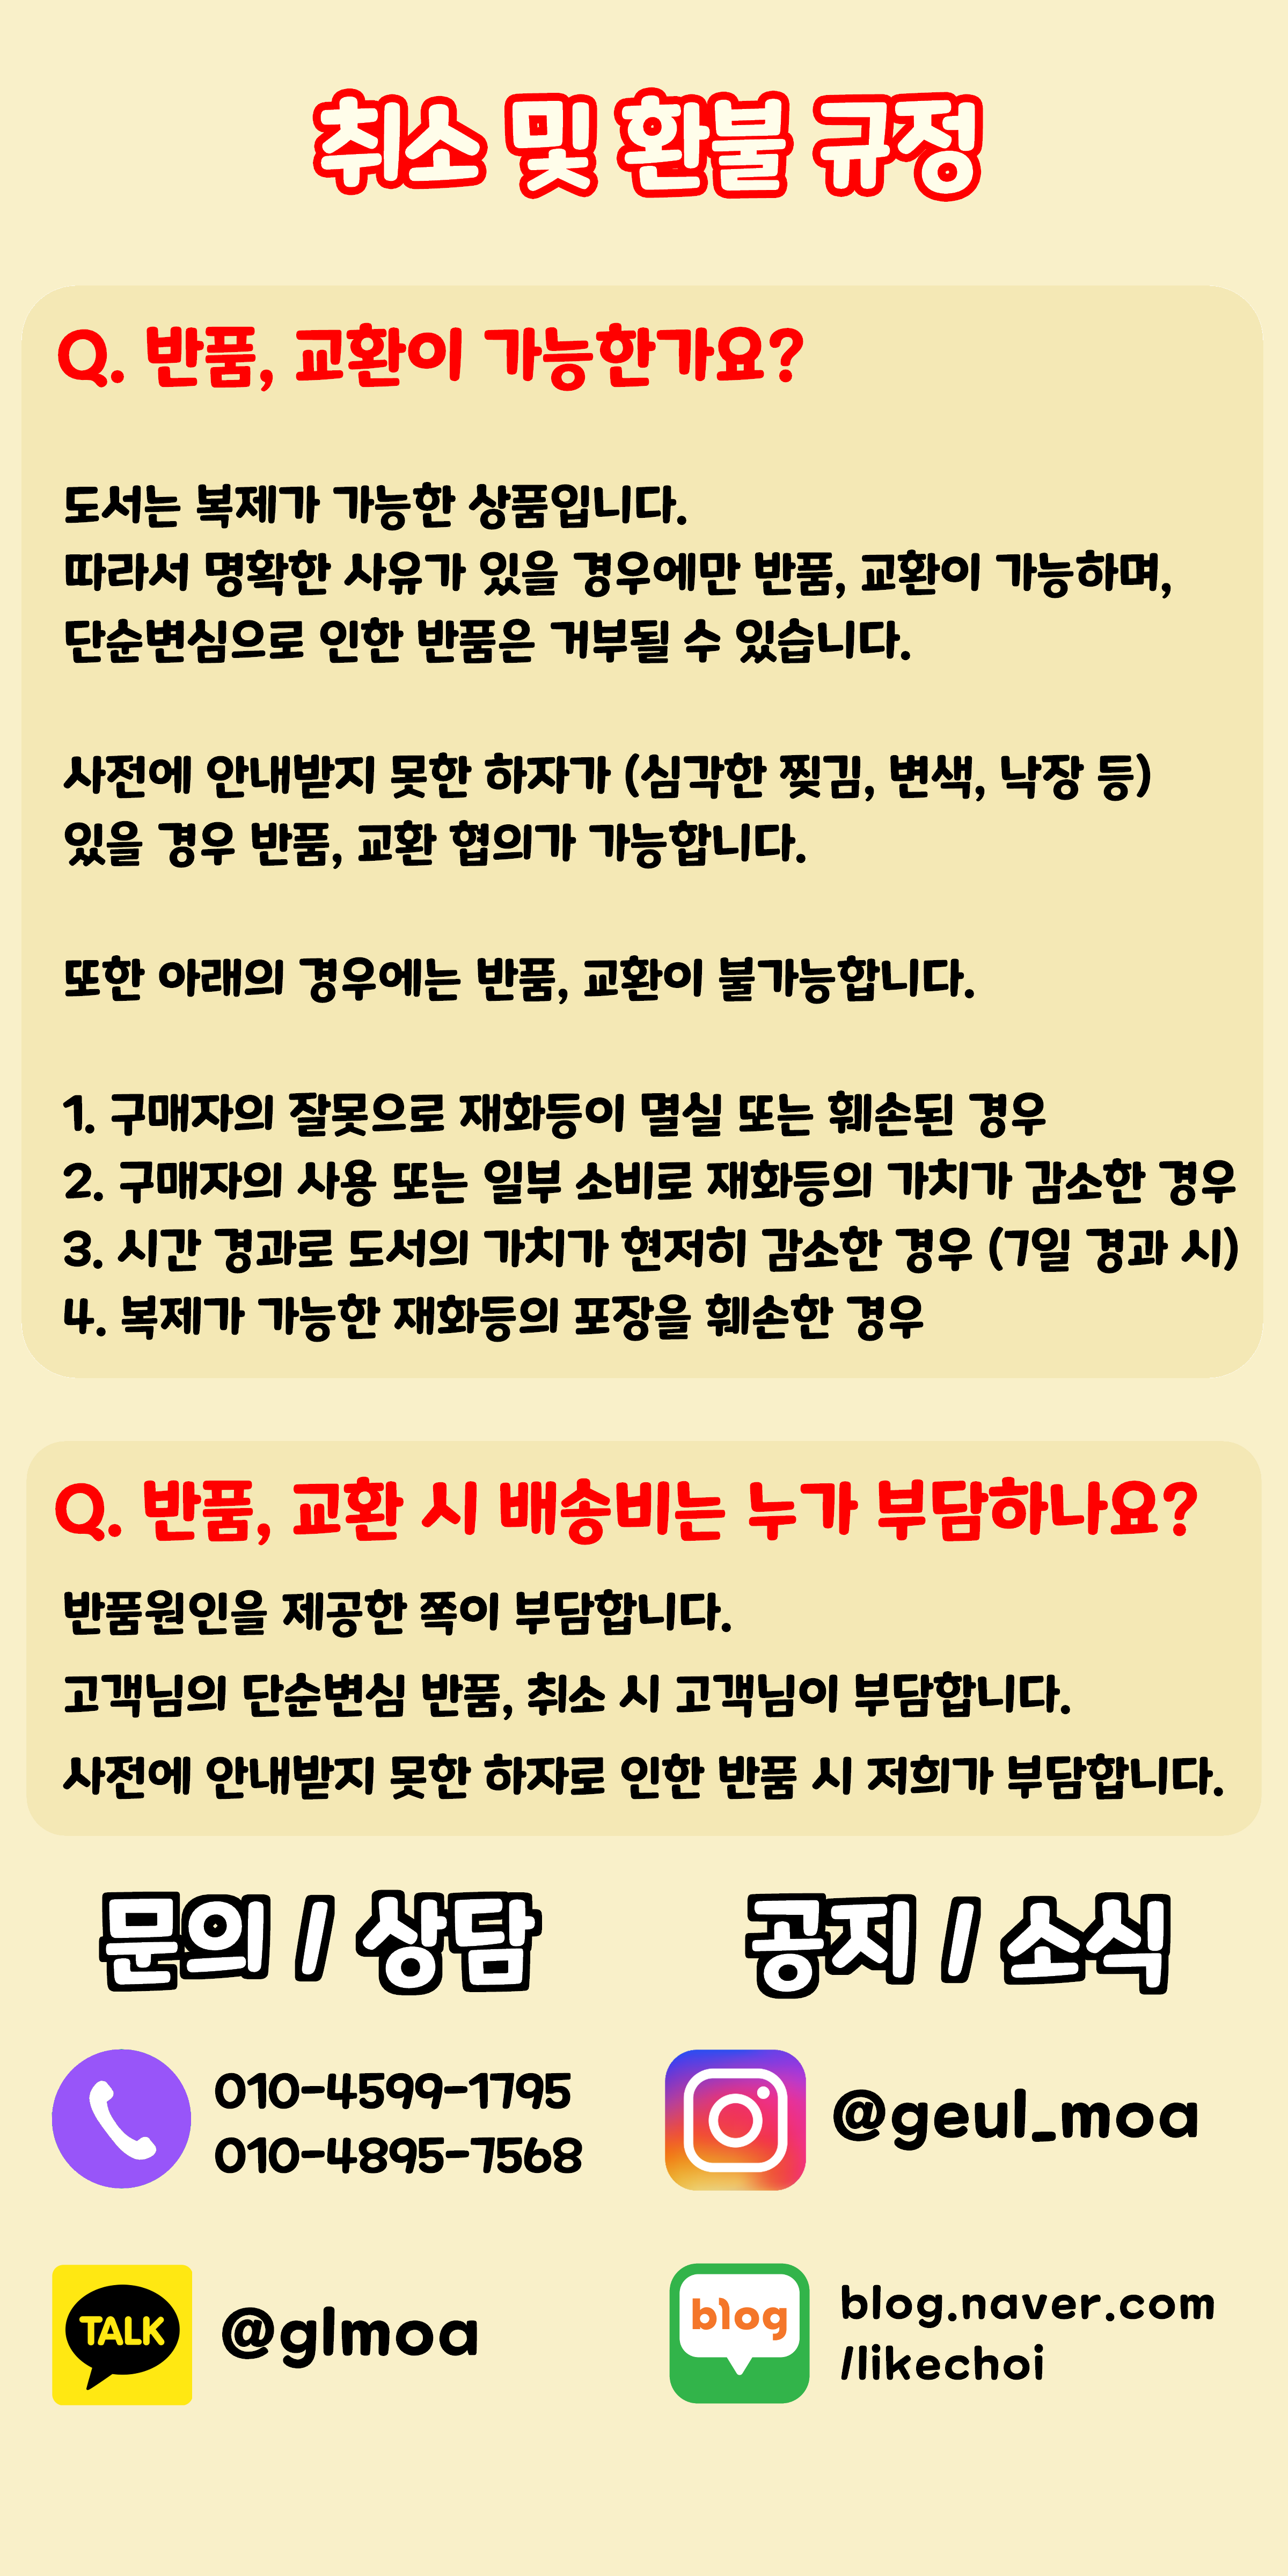 취소 및 환불 규정
Q. 반품, 교환이 가능한가요?
도서는 복제가 가능한 상품입니다.
따라서 명확한 사유가 있을 경우에만 반품, 교환이 가능하며,
단순변심으로 인한 반품은 거부될 수 있습니다.
사전에 안내받지 못한 하자가 (심각한 찢김, 변색, 낙장 등)
있을 경우 반품, 교환 협의가 가능합니다.
또한 아래의 경우에는 반품, 교환이 불가능합니다.
1. 구매자의 잘못으로 재화등이 멸실 또는 훼손된 경우
2. 구매자의 사용 또는 일부 소비로 재화등의 가치가 감소한 경우
3. 시간 경과로 도서의 가치가 현저히 감소한 경우 (7일 경과 시)
4. 복제가 가능한 재화등의 포장을 훼손한 경우
Q. 반품, 교환 시 배송비는 누가 부담하나요?
반품원인을 제공한 쪽이 부담합니다.
고객님의 단순변심 반품, 취소 시 고객님이 부담합니다.
사전에 안내받지 못한 하자로 인한 반품 시 저희가 부담합니다.
문의 / 상담
010-4599-1795
010-4895-7568
TALK
@glmoa
공지 / 소식
@geul_moa
blog
blog.naver.com
/likechoi